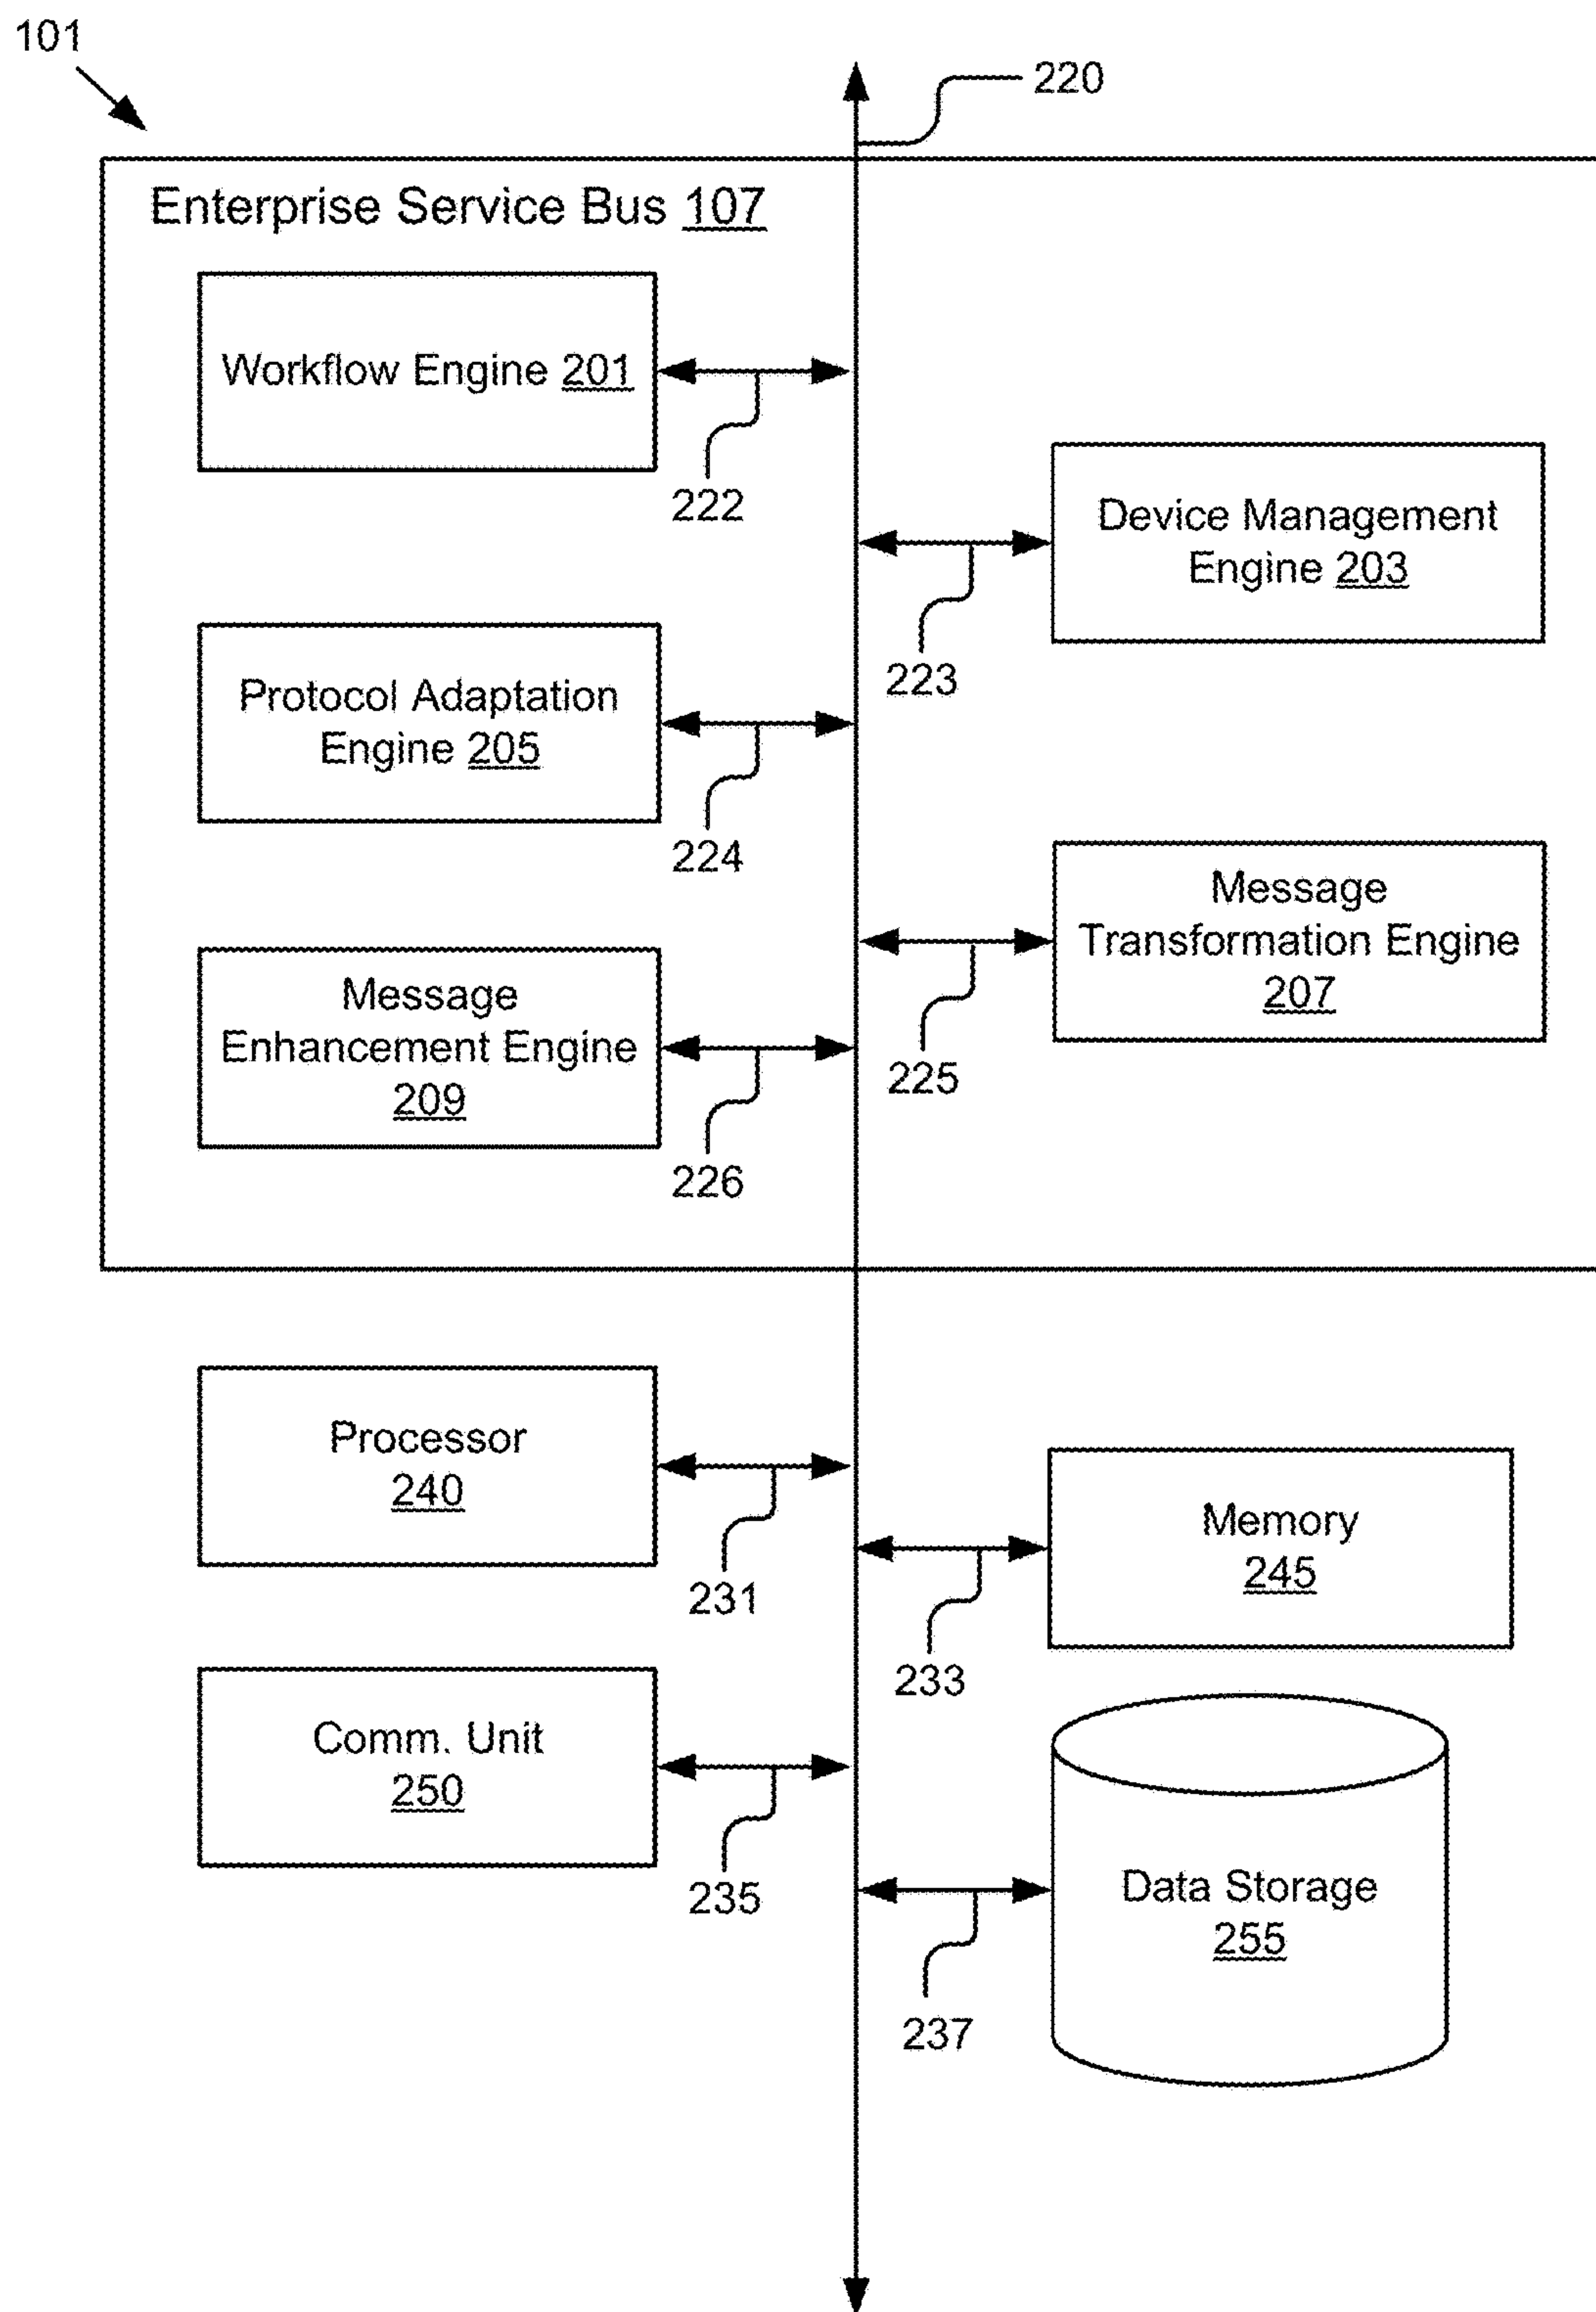 101
220
Enterprise Service Bus 107
Workflow Engine 201
222
Device Management
Engine 203
223
Protocol Adaptation
Engine 205
224
Message
Transformation Engine
207
225
Message
Enhancement Engine
209
226
Processor
240
231
Memory
245
233
Comm. Unit
250
235
Data Storage
255
237